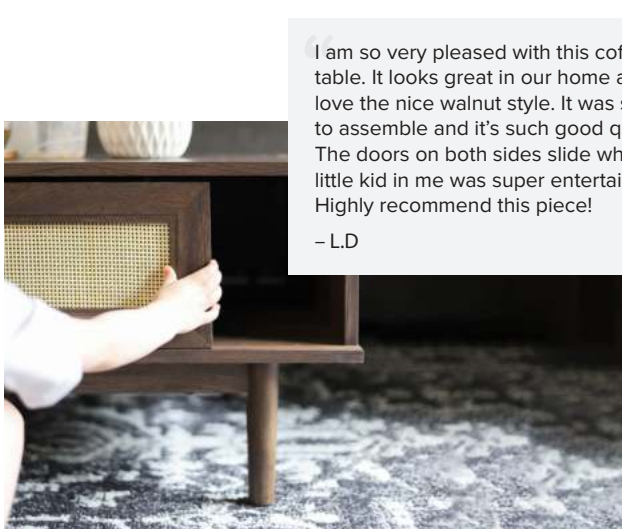 “
I am so very pleased with this
table. It looks great in our home
love the nice walnut style. It was
to assemble and it’s such good
The doors on both sides slide
little kid in me was super
Highly recommend this piece!
– L.D